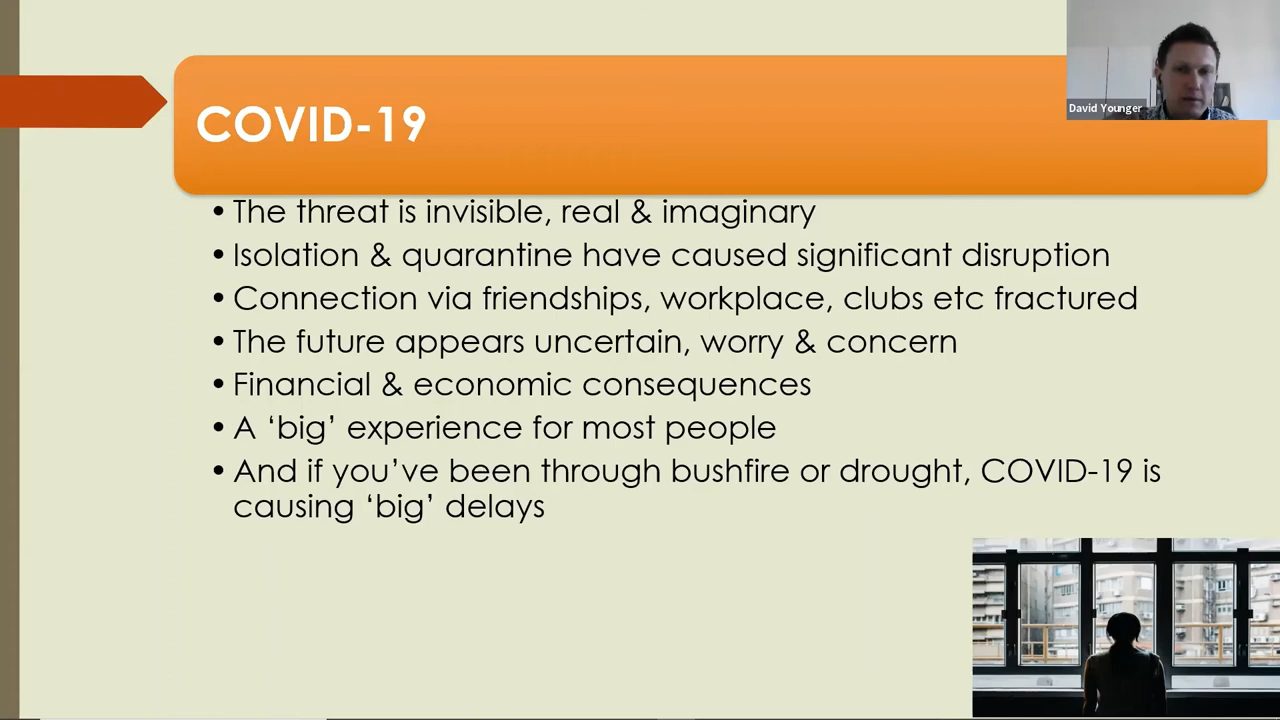 COVID-19
David Younger
• The threat is invisible, real & imaginary
• Isolation & quarantine have caused significant disruption
• Connection via friendships, workplace, clubs etc fractured
• The future appears uncertain, worry & concern
• Financial & economic consequences
• A ‘big’ experience for most people
• And if you’ve been through bushfire or drought, COVID-19 is
causing ‘big’ delays